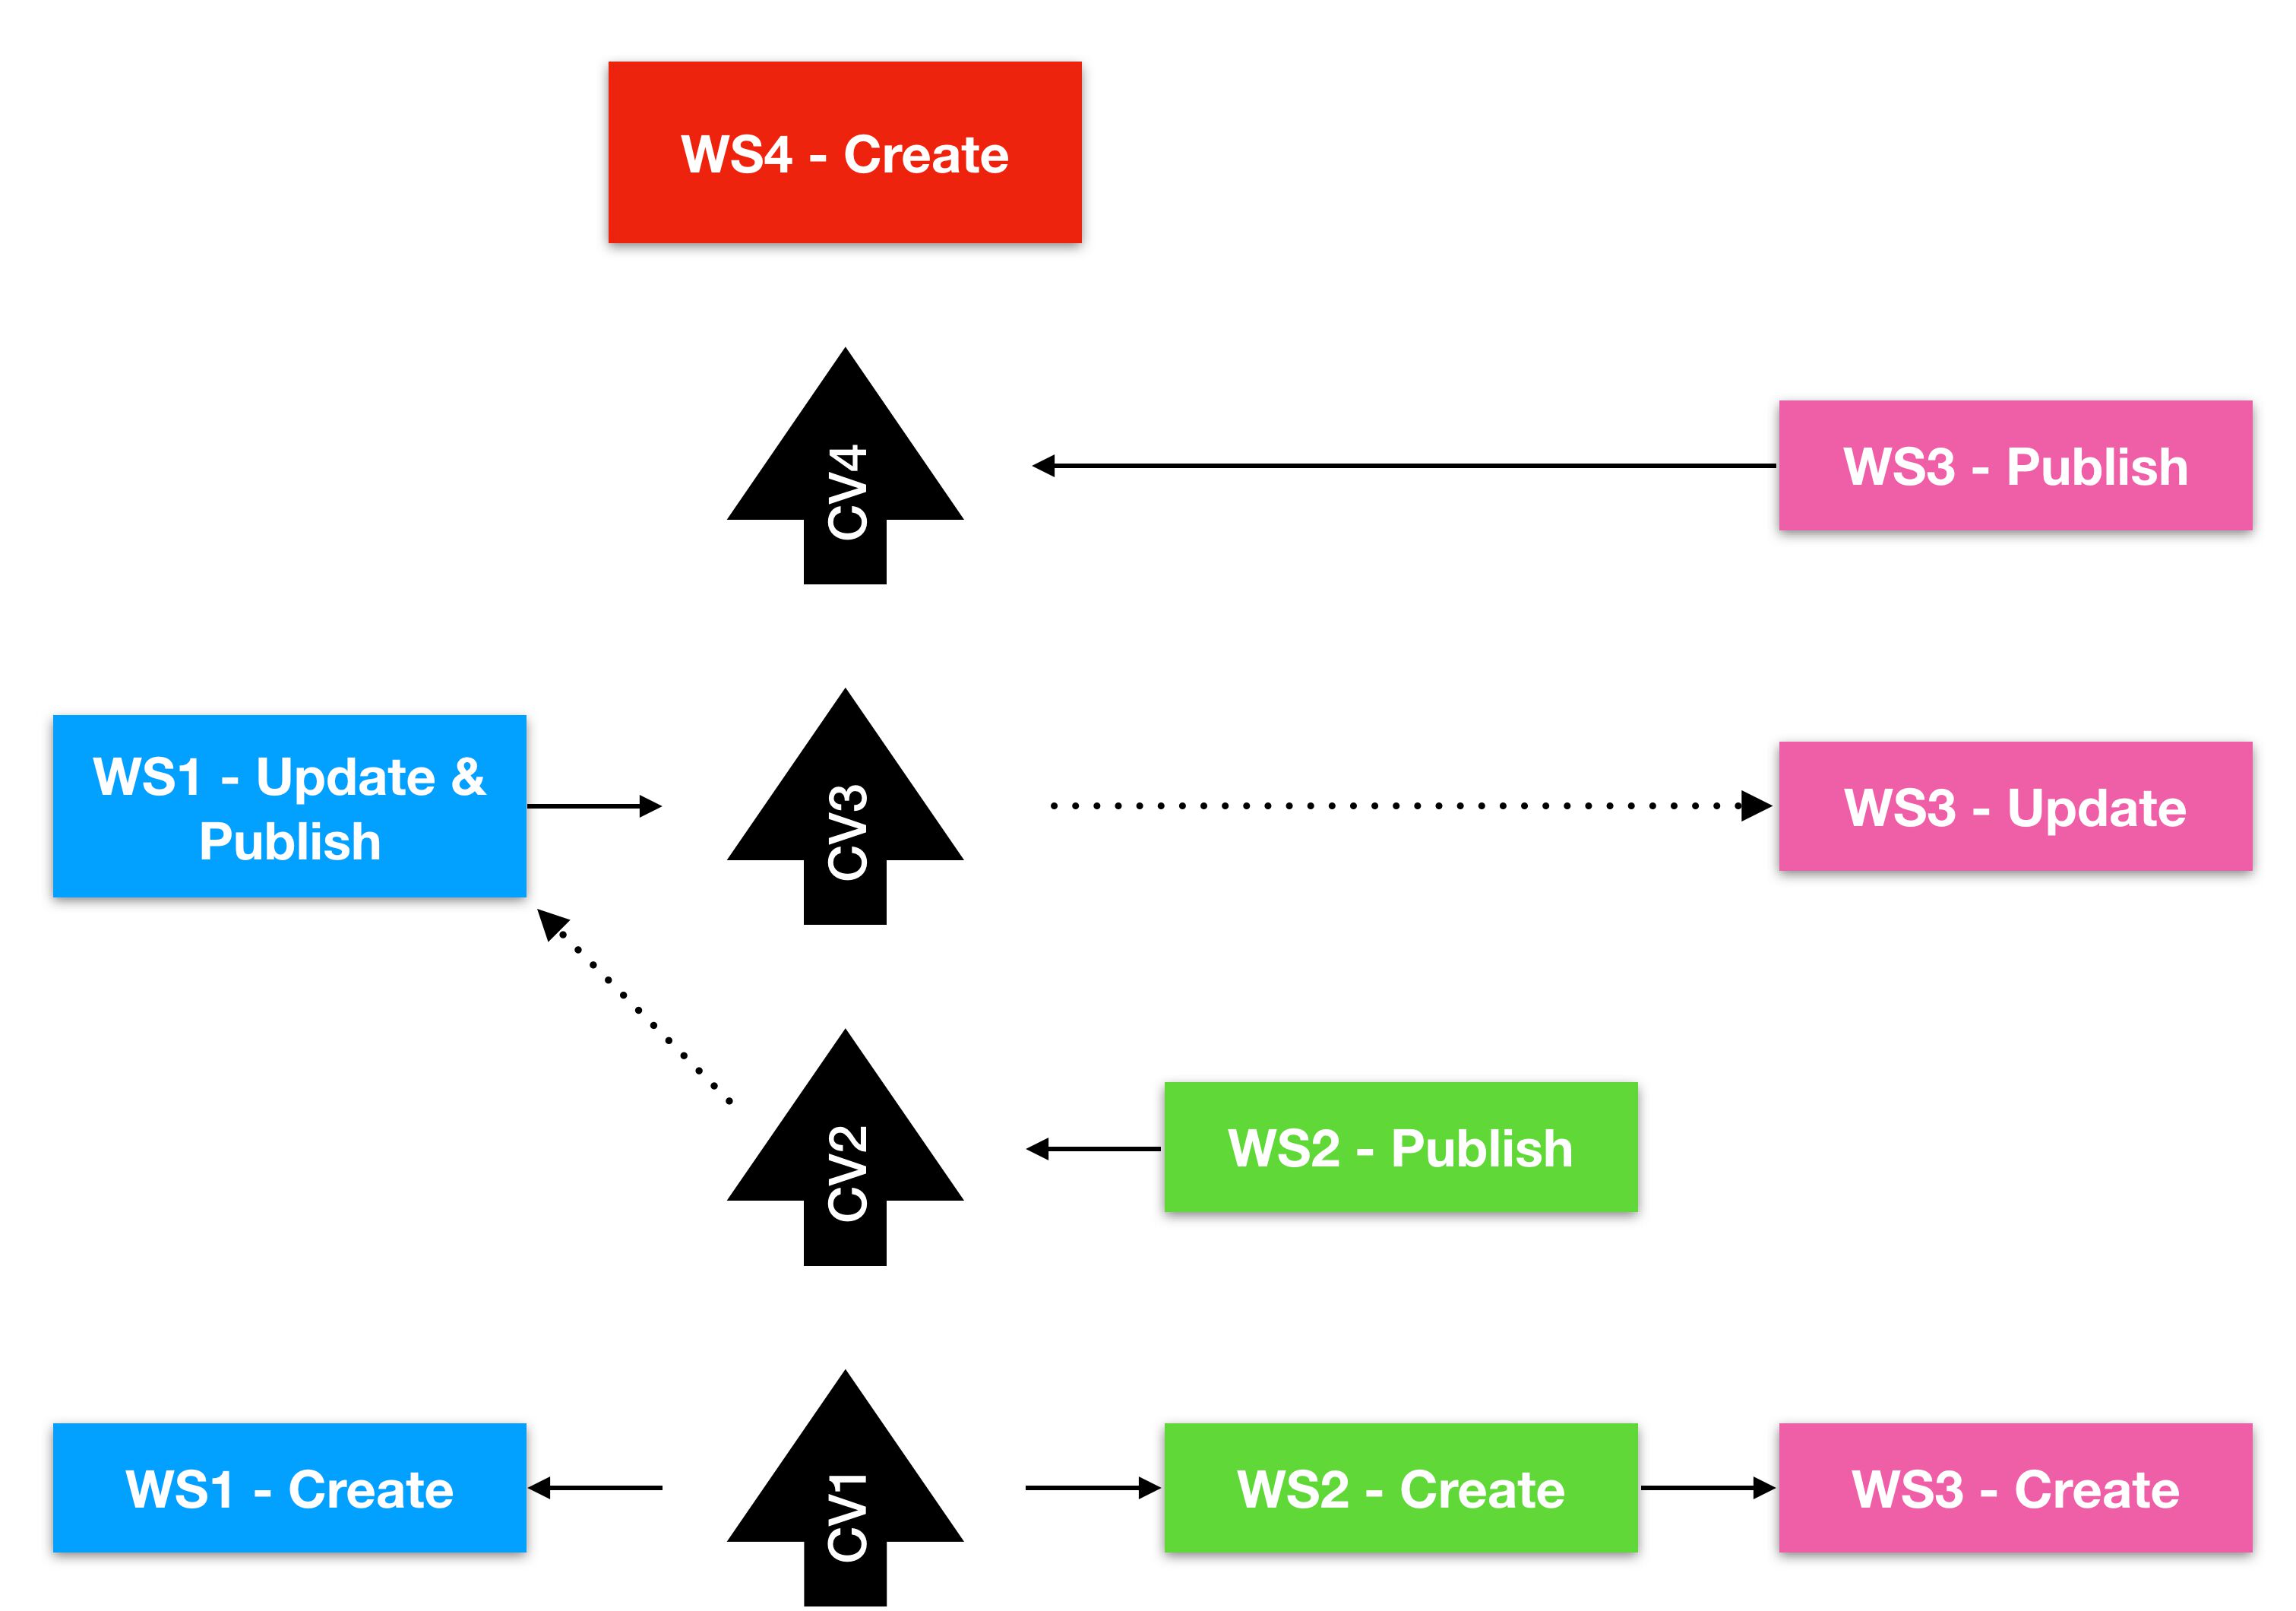 WS4 - Create
CV4
WS3 - Publish
WS1 - Update &
Publish
CV3
WS3 - Update
CV2
WS2 - Publish
WS1 - Create
CV1
WS2 - Create
WS3 - Create